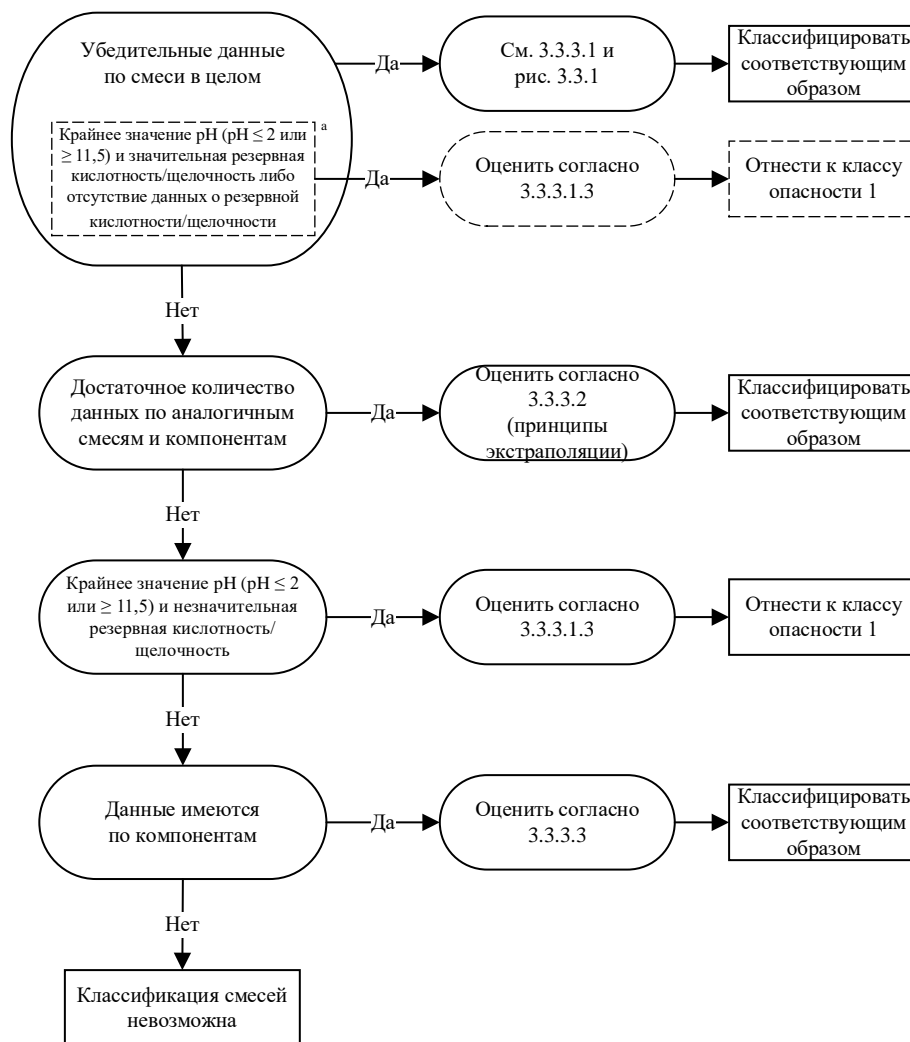 Убедительные данные
по смеси в целом
Да
См. 3.3.3.1 и
рис. 3.3.1
Классифицировать
соответствующим
образом
Крайнее значение pH (pH ≤ 2 или
≥ 11,5) и значительная резервная
кислотность/щелочность либо
отсутствие данных о резервной
кислотности/щелочности
a
Да
Оценить согласно
3.3.3.1.3
Отнести к классу
опасности 1
Нет
Достаточное количество
данных по аналогичным
смесям и компонентам
Да
Оценить согласно
3.3.3.2
(принципы
экстраполяции)
Классифицировать
соответствующим
образом
Нет
Крайнее значение pH (pH ≤ 2
или ≥ 11,5) и незначительная
резервная кислотность/
щелочность
Да
Оценить согласно
3.3.3.1.3
Отнести к классу
опасности 1
Нет
Данные имеются
по компонентам
Да
Оценить согласно
3.3.3.3
Классифицировать
соответствующим
образом
Нет
Классификация смесей
невозможна